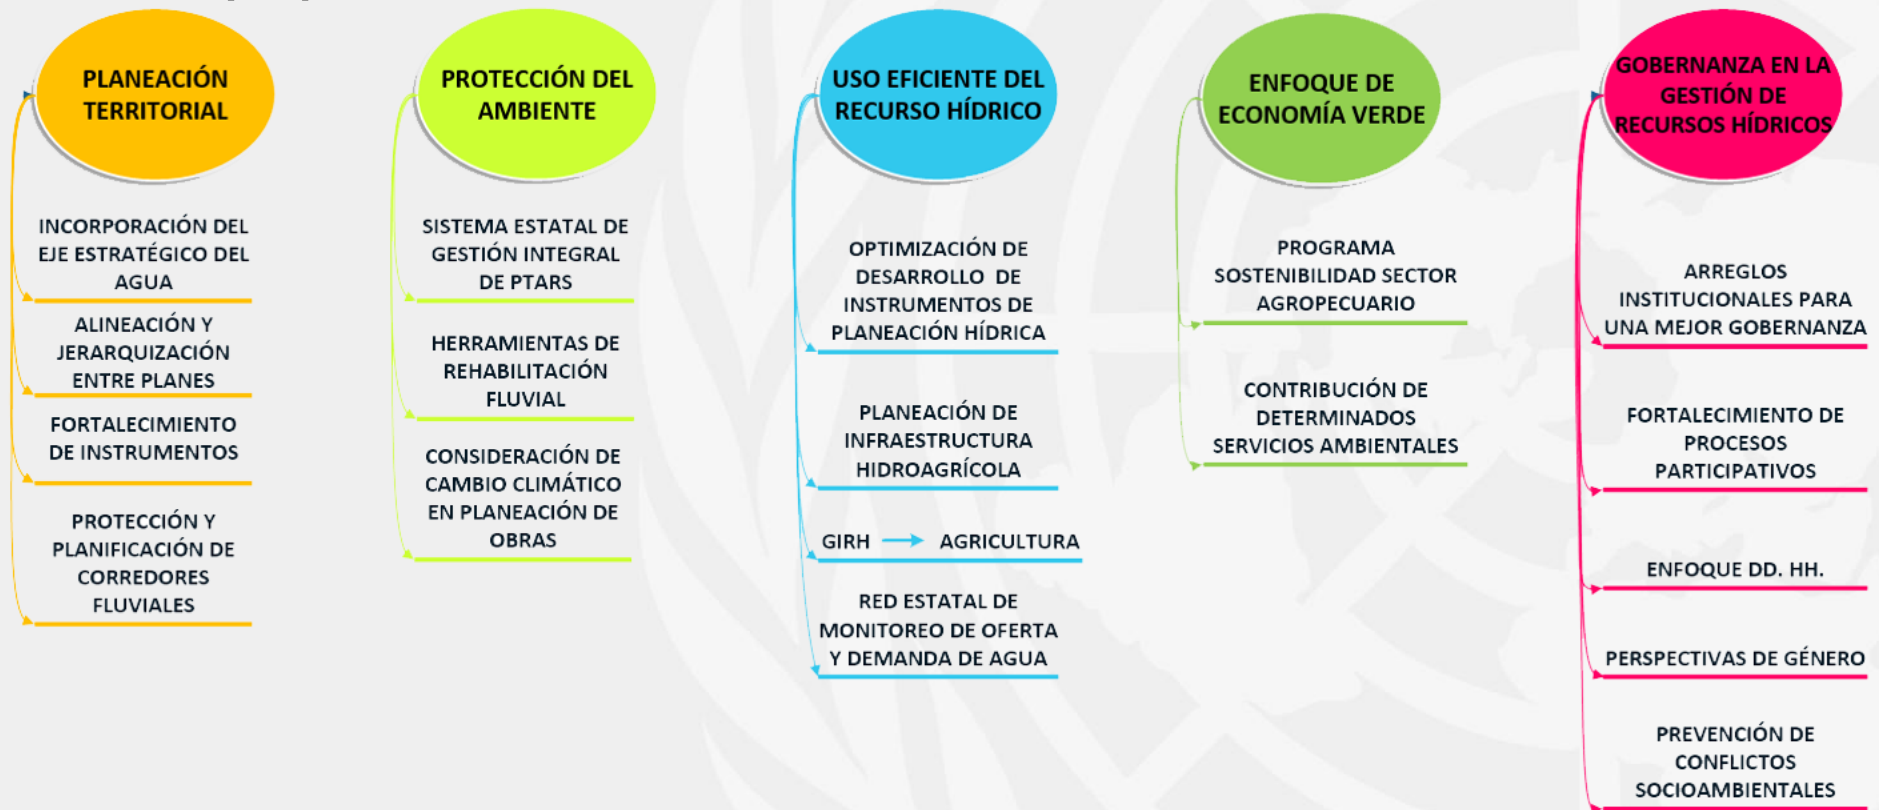 PLANEACIÓN
TERRITORIAL
INCORPORACIÓN DEL
EJE ESTRATÉGICO DEL
AGUA
ALINEACIÓN Y
JERARQUIZACIÓN
ENTRE PLANES
FORTALECIMIENTO
DE INSTRUMENTOS
PROTECCIÓN Y
PLANIFICACIÓN DE
CORREDORES
FLUVIALES
PROTECCIÓN DEL
AMBIENTE
SISTEMA ESTATAL DE
GESTIÓN INTEGRAL
DE PTARS
HERRAMIENTAS DE
REHABILITACIÓN
FLUVIAL
CONSIDERACIÓN DE
CAMBIO CLIMÁTICO
EN PLANEACIÓN DE
OBRAS
USO EFICIENTE DEL
RECURSO HÍDRICO
OPTIMIZACIÓN DE
DESARROLLO DE
INSTRUMENTOS DE
PLANEACIÓN HÍDRICA
PLANEACIÓN DE
INFRAESTRUCTURA
HIDROAGRÍCOLA
GIRH → AGRICULTURA
RED ESTATAL DE
MONITOREO DE OFERTA
Y DEMANDA DE AGUA
ENFOQUE DE
ECONOMÍA VERDE
PROGRAMA
SOSTENIBILIDAD SECTOR
AGROPECUARIO
CONTRIBUCIÓN DE
DETERMINADOS
SERVICIOS AMBIENTALES
GOBERNANZA EN LA
GESTIÓN DE
RECURSOS HÍDRICOS
ARREGLOS
INSTITUCIONALES PARA
UNA MEJOR GOBERNANZA
FORTALECIMIENTO DE
PROCESOS
PARTICIPATIVOS
ENFOQUE DD. HH.
PERSPECTIVAS DE GÉNERO
PREVENCIÓN DE
CONFLICTOS
SOCIOAMBIENTALES